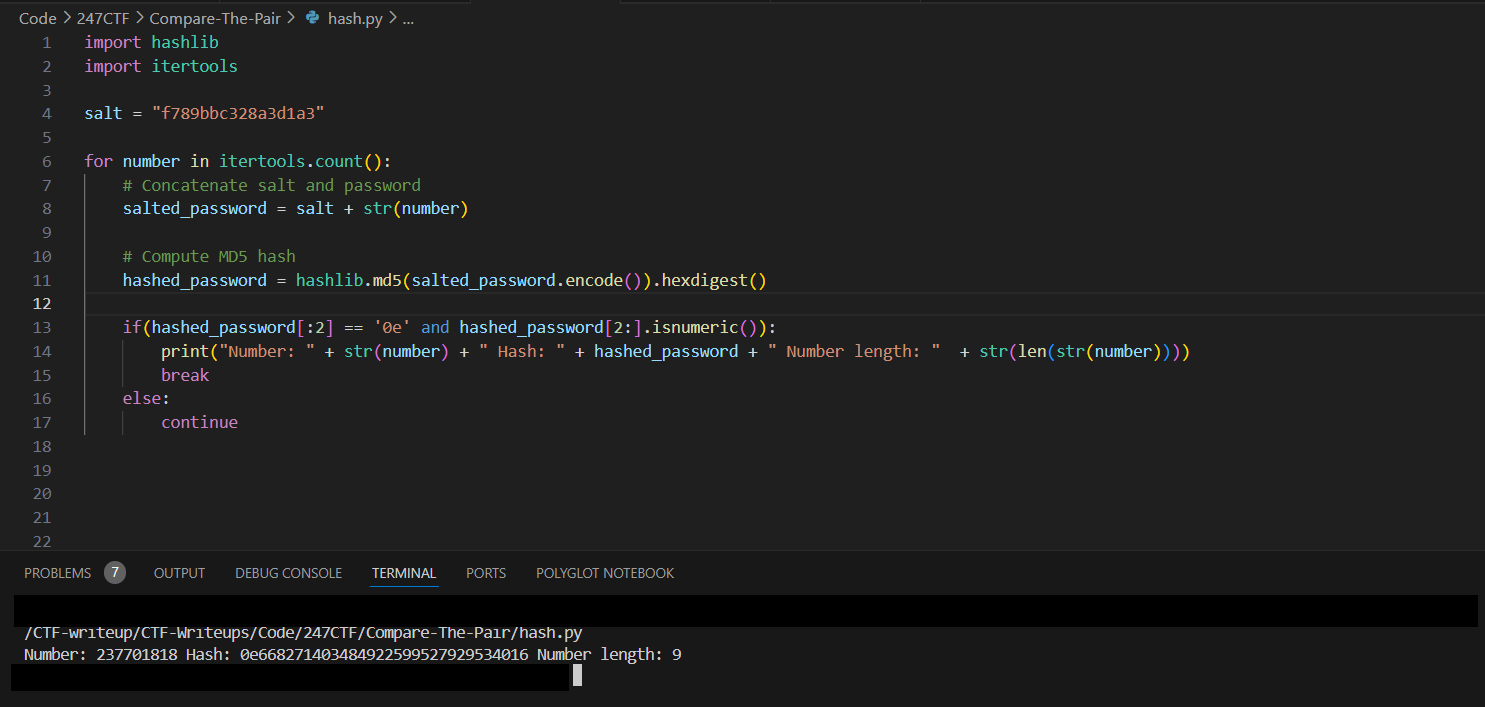 Code > 247CTF > Compare-The-Pair > hash.py > ...
1 import hashlib
2 import itertools
3
4 salt = "f789bbc328a3d1a3"
5
6 for number in itertools.count():
7 # Concatenate salt and password
8 salted_password = salt + str(number)
9
10 # Compute MD5 hash
11 hashed_password = hashlib.md5(salted_password.encode()).hexdigest()
12
13 if(hashed_password[:2] == '0e' and hashed_password[2:].isnumeric()):
14 print("Number: " + str(number) + " Hash: " + hashed_password + " Number length: "  + str(len(str(number))))
15 break
16 else:
17 continue
18
19
20
21
22
PROBLEMS 7 OUTPUT DEBUG CONSOLE TERMINAL PORTS POLYGLOT NOTEBOOK
/CTF-Writeup/CTF-Writeups/Code/247CTF/Compare-The-Pair/hash.py
Number: 237701818 Hash: 0e668271403484922599527929534016 Number length: 9